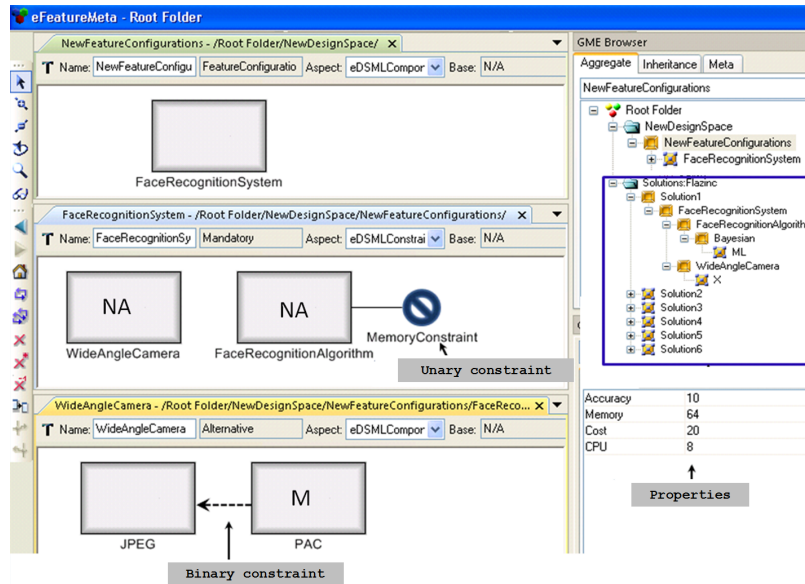 eFeatureMeta - Root Folder
NewFeatureConfigurations - /Root Folder/NewDesignSpace/
Name: NewFeatureConfigu FeatureConfiguratio Aspect: eDSMLCompor Base: N/A
FaceRecognitionSystem
FaceRecognitionSystem - /Root Folder/NewDesignSpace/NewFeatureConfigurations/
Name: FaceRecognitionSy Mandatory Aspect: eDSMLConstrai Base: N/A
NA
NA
WideAngleCamera
FaceRecognitionAlgorithm
MemoryConstraint
Unary constraint
WideAngleCamera - /Root Folder/NewDesignSpace/NewFeatureConfigurations/FaceReco...
Name: WideAngleCamera Alternative Aspect: eDSMLCompor Base: N/A
M
JPEG
PAC
Binary constraint
GME Browser
Aggregate Inheritance Meta
NewFeatureConfigurations
Root Folder
NewDesignSpace
NewFeatureConfigurations
FaceRecognitionSystem
Solutions:Flazinc
Solution1
FaceRecognitionSystem
FaceRecognitionAlgorith
Bayesian
ML
WideAngleCamera
X
Solution2
Solution3
Solution4
Solution5
Solution6
Accuracy 10
Memory 64
Cost 20
CPU 8
Properties